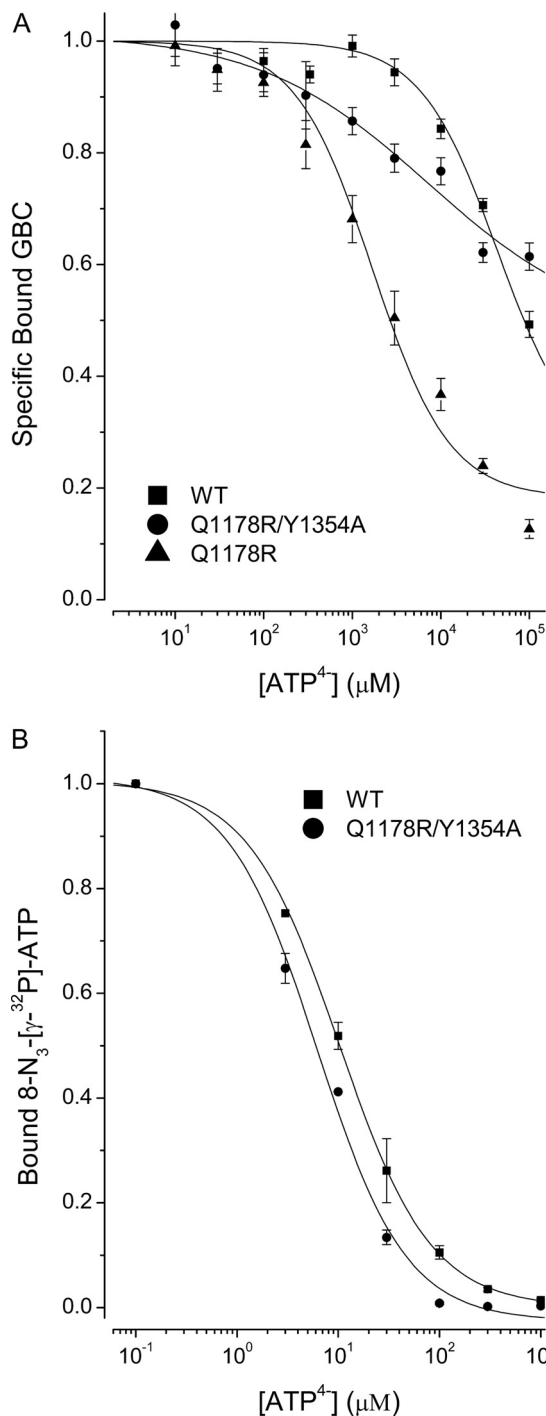 A
1.0
0.8
0.6
0.4
0.2
0.0
Specific Bound GBC
WT
Q1178R/Y1354A
Q1178R
10¹ 10² 10³ 10⁴ 10⁵
[ATP⁴⁻] (μM)
B
1.0
0.8
0.6
0.4
0.2
0.0
Bound 8-N₃-[γ-³²P]-ATP
WT
Q1178R/Y1354A
10⁻¹ 10⁰ 10¹ 10² 10³
[ATP⁴⁻] (μM)